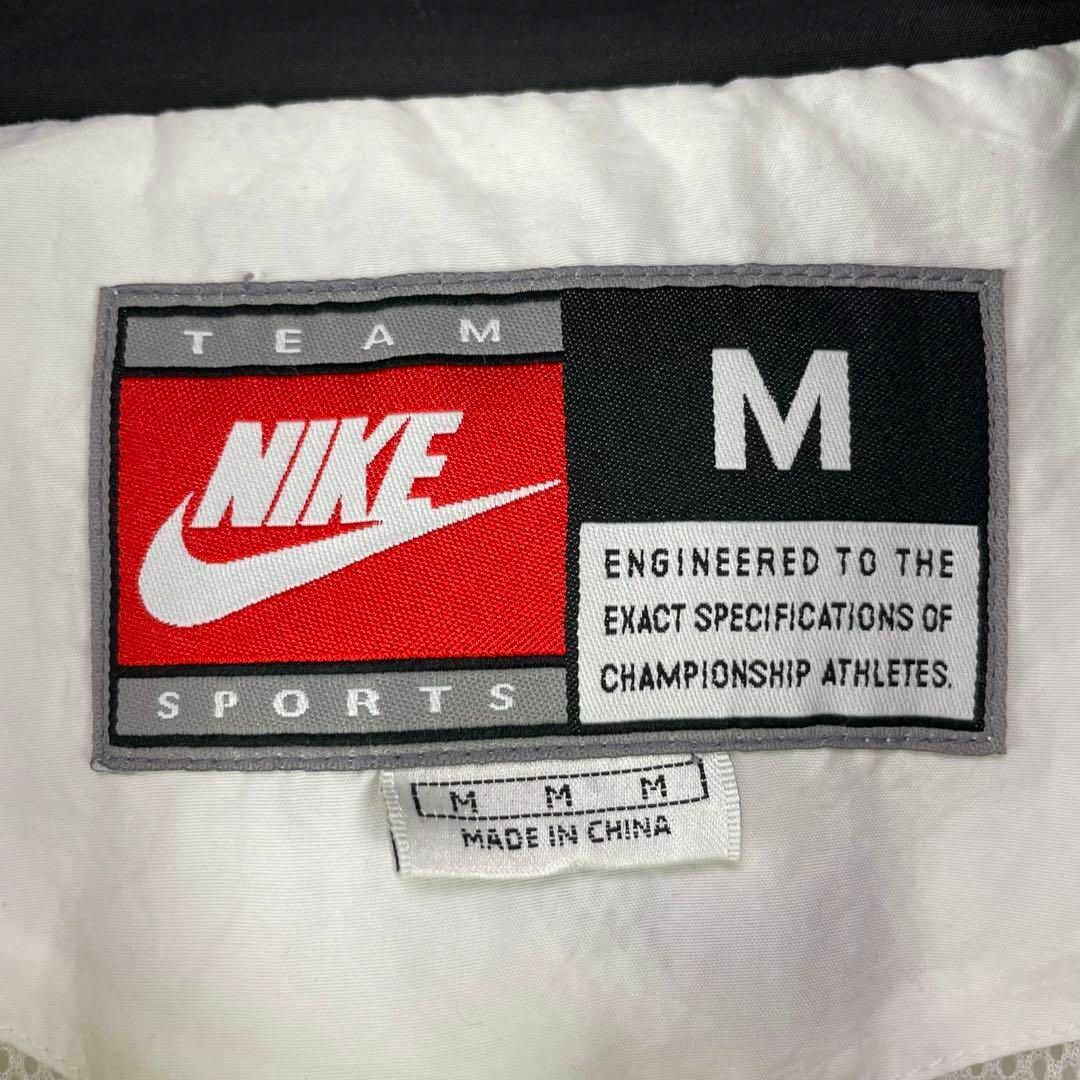 TEAM
NIKE
SPORTS
M
ENGINEERED TO THE
EXACT SPECIFICATIONS OF
CHAMPIONSHIP ATHLETES.
M M M
MADE IN CHINA